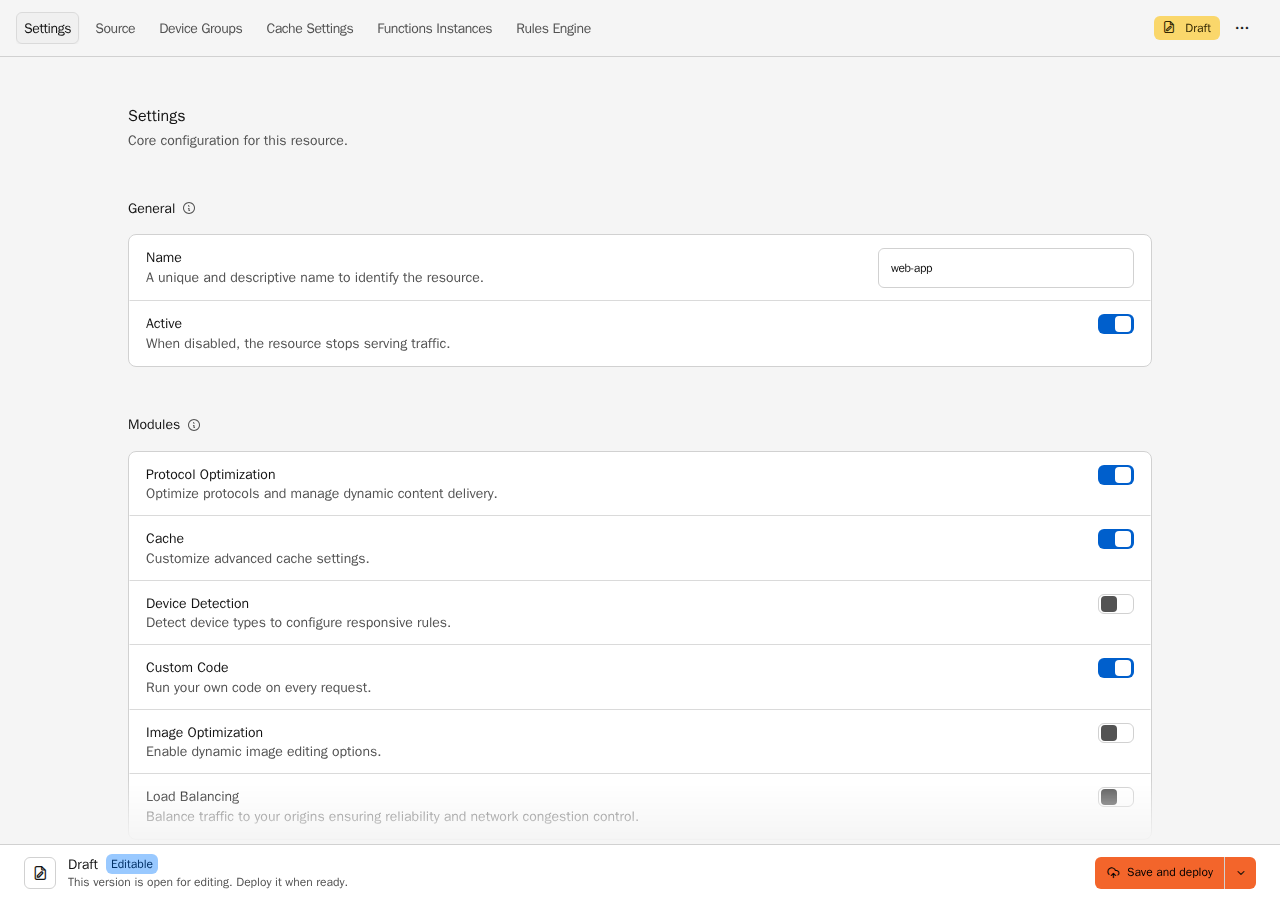 Settings
Source
Device Groups
Cache Settings
Functions Instances
Rules Engine
Draft
Settings
Core configuration for this resource.
General
Name
A unique and descriptive name to identify the resource.
web-app
Active
When disabled, the resource stops serving traffic.
Modules
Protocol Optimization
Optimize protocols and manage dynamic content delivery.
Cache
Customize advanced cache settings.
Device Detection
Detect device types to configure responsive rules.
Custom Code
Run your own code on every request.
Image Optimization
Enable dynamic image editing options.
Load Balancing
Balance traffic to your origins ensuring reliability and network congestion control.
Draft Editable
This version is open for editing. Deploy it when ready.
Save and deploy